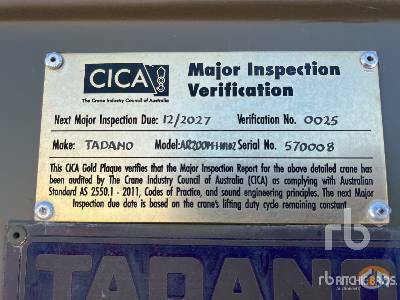 CICA
The Crane Industry Council of Australia
Major Inspection
Verification
Next Major Inspection Due: 12/2027 Verification No. 0025
Make: TADANO Model: Serial No. 570008
This CICA Gold Plaque verifies that the Major Inspection Report for the above detailed crane has
been audited by The Crane Industry Council of Australia (CICA) as complying with Australian
Standard AS 2550.1 - 2011, Codes of Practice, and sound engineering principles. The next Major
Inspection due date is based on the crane's lifting duty cycle remaining constant
TADANO
rb
rb RITCHIE BROS.